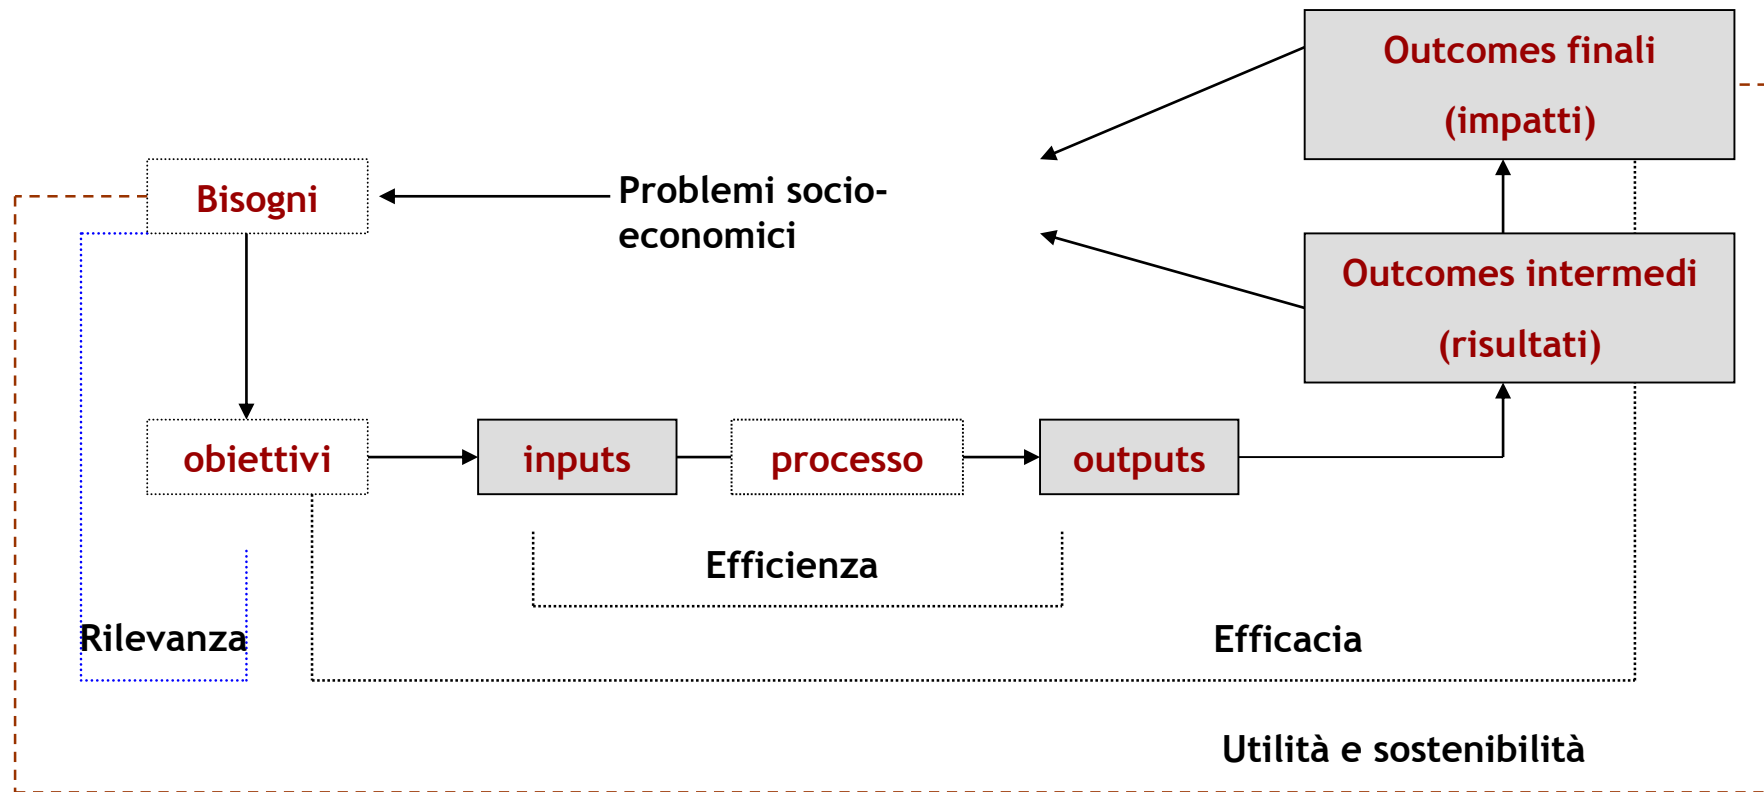 Outcomes finali
(impatti)
Bisogni
Problemi socio-
economici
Outcomes intermedi
(risultati)
obiettivi
inputs
processo
outputs
Efficienza
Rilevanza
Efficacia
Utilità e sostenibilità